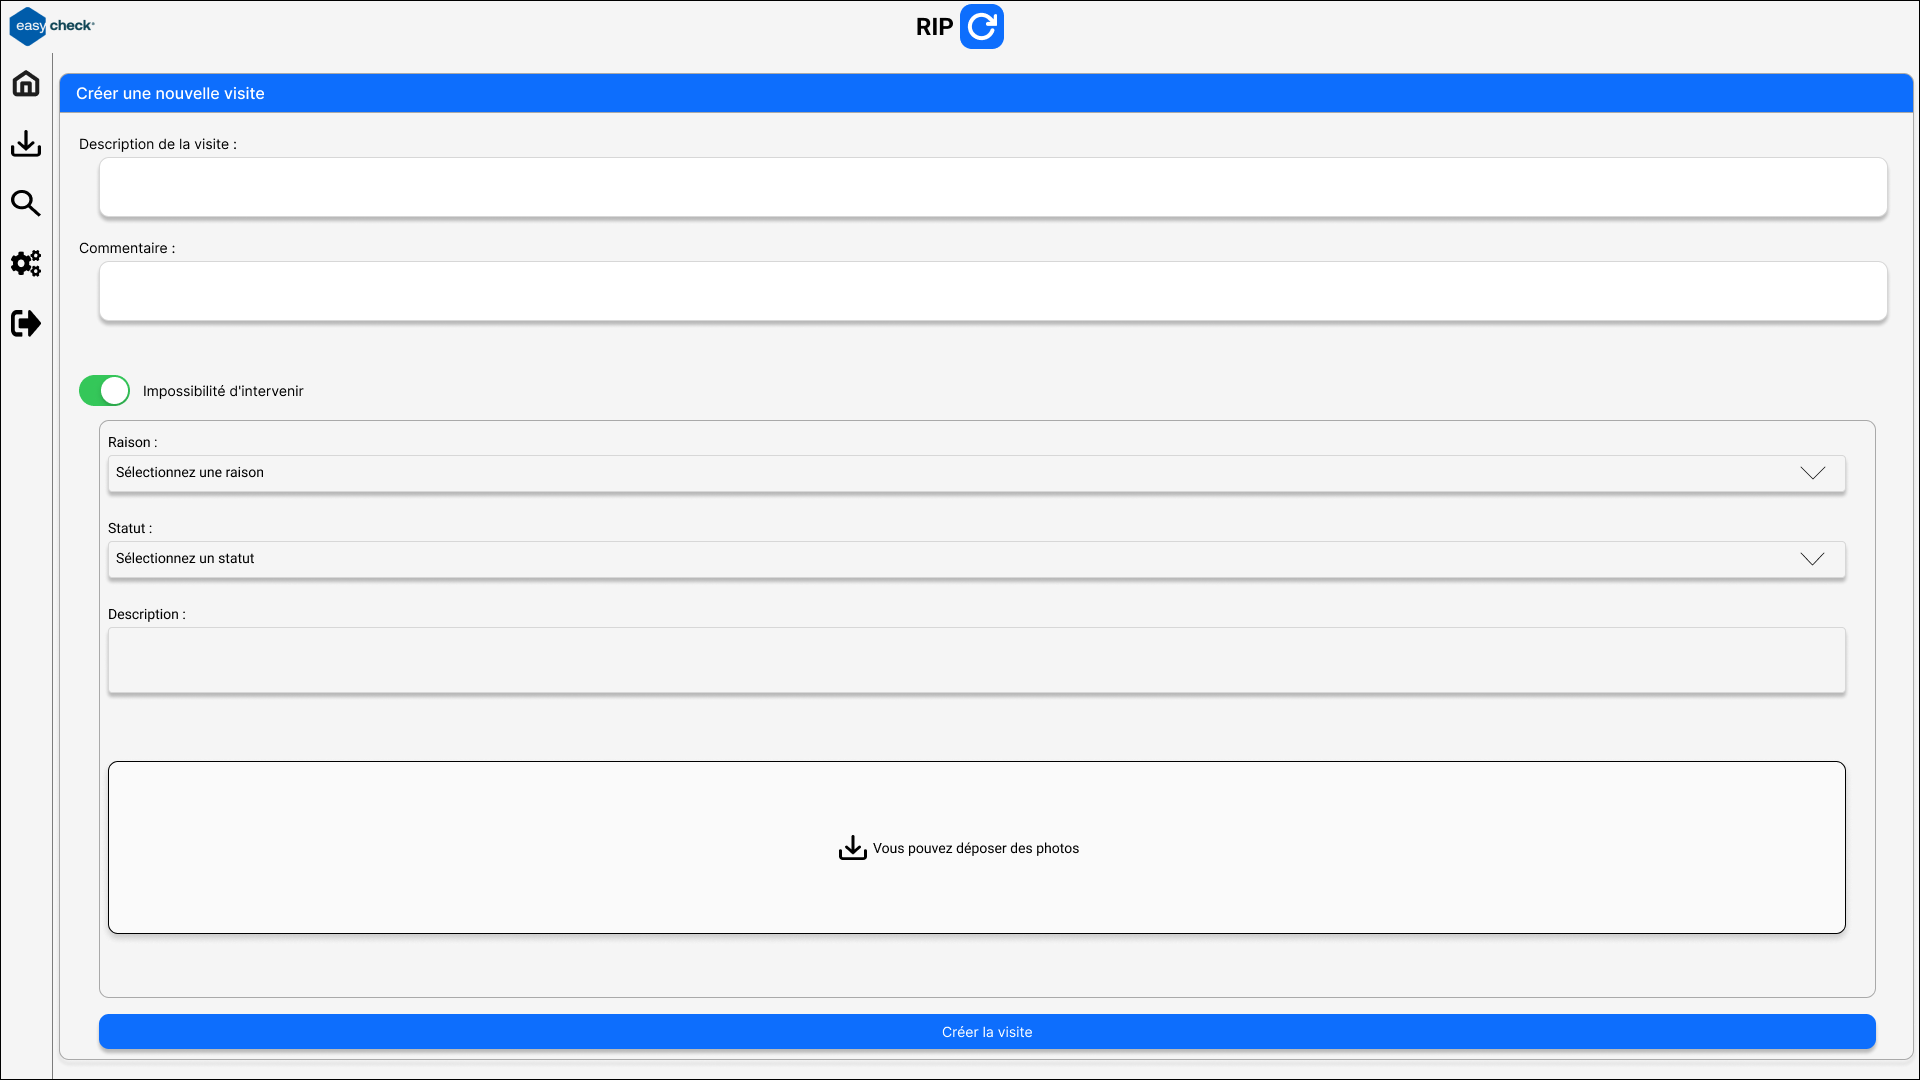 easy check
RIP
Créer une nouvelle visite
Description de la visite :
Commentaire :
Impossibilité d'intervenir
Raison :
Sélectionnez une raison
Statut :
Sélectionnez un statut
Description :
Vous pouvez déposer des photos
Créer la visite